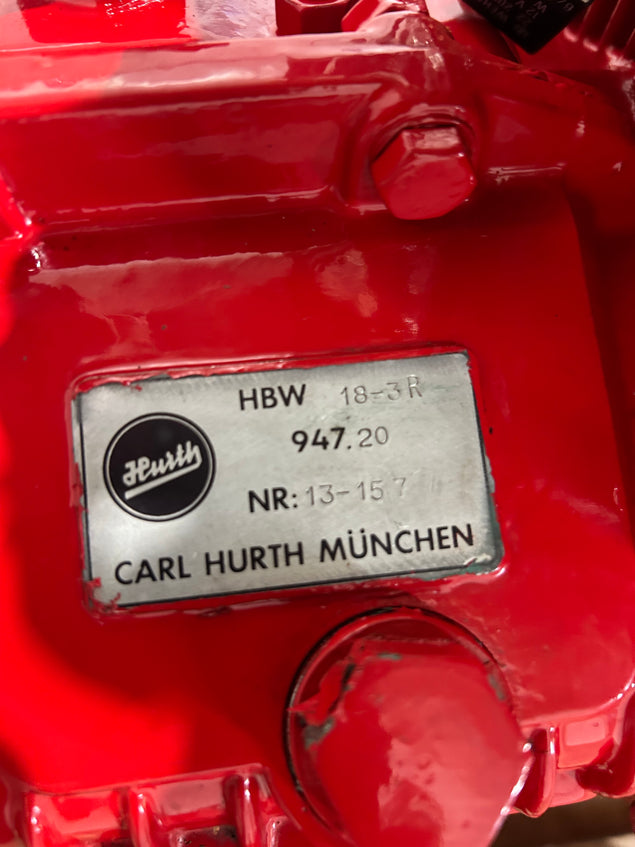 HBW 18-3R
947.20
Hurth
NR: 13-157
CARL HURTH MÜNCHEN